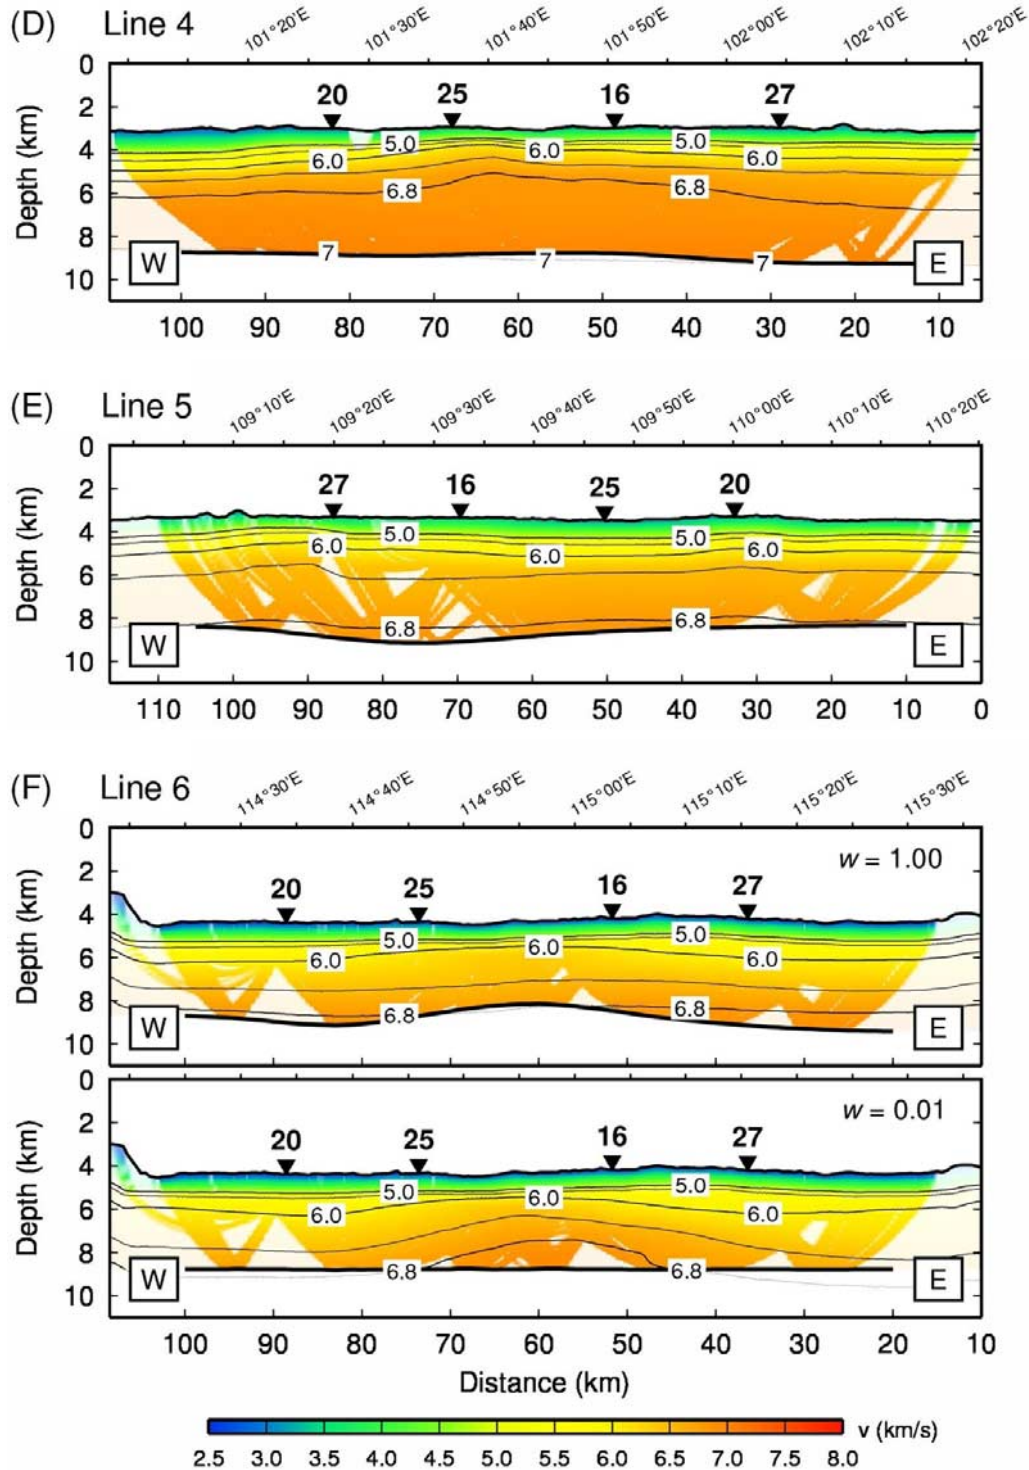 (D) Line 4
101°20'E 101°30'E 101°40'E 101°50'E 102°00'E 102°10'E 102°20'E
0
20 25 16 27
2
5.0 5.0
4
6.0 6.0 6.0
6
6.8 6.8
8
7 7 7
10
Depth (km)
W E
100 90 80 70 60 50 40 30 20 10
(E) Line 5
109°10'E 109°20'E 109°30'E 109°40'E 109°50'E 110°00'E 110°10'E 110°20'E
0
27 16 25 20
2
4
5.0 5.0
6.0 6.0 6.0
6
8
6.8 6.8
10
Depth (km)
W E
110 100 90 80 70 60 50 40 30 20 10 0
(F) Line 6
114°30'E 114°40'E 114°50'E 115°00'E 115°10'E 115°20'E 115°30'E
0
w = 1.00
2
20 25 16 27
4
5.0 5.0
6.0 6.0 6.0
6
8
6.8 6.8
10
Depth (km)
W E
0
w = 0.01
2
20 25 16 27
4
5.0 5.0
6.0 6.0 6.0
6
8
6.8 6.8
10
Depth (km)
W E
100 90 80 70 60 50 40 30 20 10
Distance (km)
v (km/s)
2.5 3.0 3.5 4.0 4.5 5.0 5.5 6.0 6.5 7.0 7.5 8.0